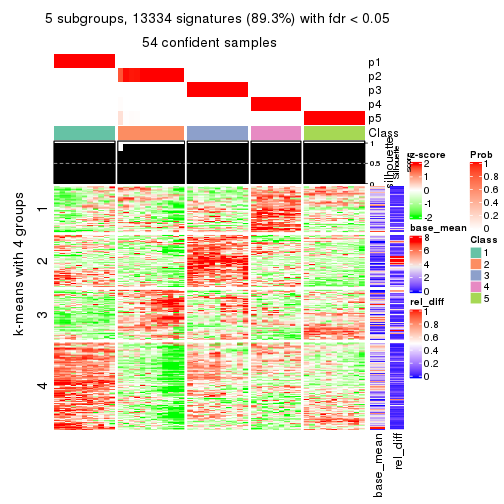 5 subgroups, 13334 signatures (89.3%) with fdr < 0.05
54 confident samples
p1
p2
p3
p4
p5
Class
1
0.5
0
silhouette
Silhouette score
k-means with 4 groups
1
2
3
4
base_mean
rel_diff
z-score
2
1
0
-1
-2
base_mean
8
6
4
2
0
rel_diff
1
0.8
0.6
0.4
0.2
0
Prob
1
0.8
0.6
0.4
0.2
0
Class
1
2
3
4
5